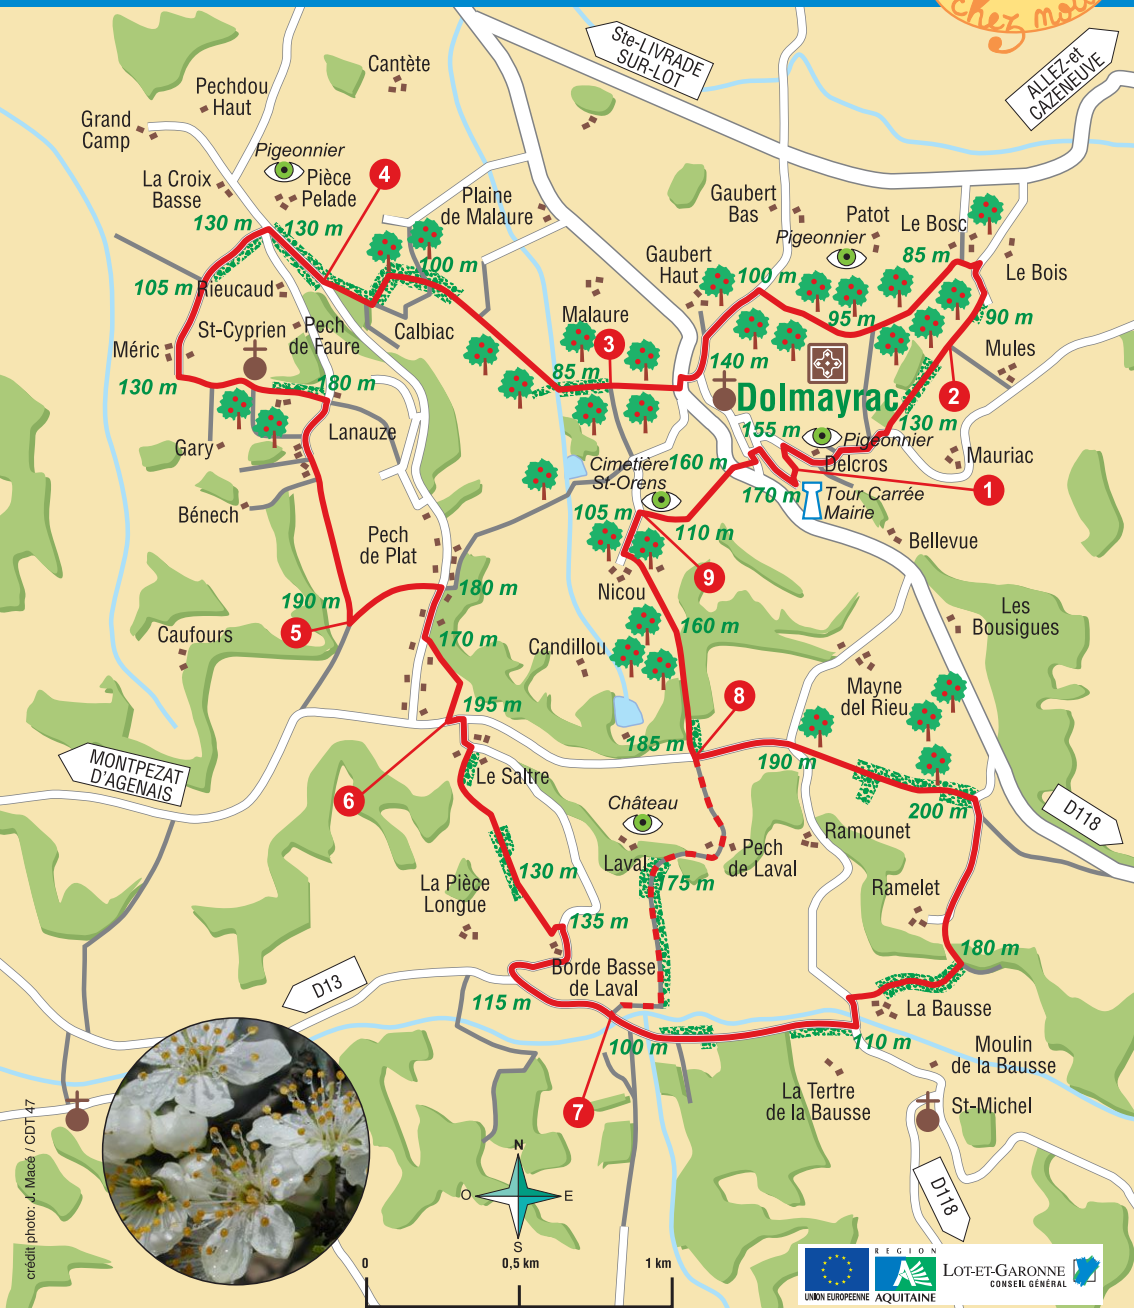 chez nous
Ste-LIVRADE
SUR-LOT
ALLEZ-et
CAZENEUVE
Cantète
Pechdou
Haut
Grand
Camp
Pigeonnier
La Croix
Basse
Pièce
Pelade
4
Plaine
de Malaure
Gaubert
Bas
Patot
Le Bosc
Pigeonnier
130 m
130 m
Gaubert
Haut
85 m
Le Bois
100 m
100 m
105 m
Rieucaud
95 m
90 m
St-Cyprien
Pech
de Faure
Calbiac
Malaure
3
Mules
Méric
130 m
180 m
85 m
140 m
2
Dolmayrac
130 m
155 m
Pigeonnier
Gary
Lanauze
Cimetière
St-Orens
160 m
Delcros
Mauriac
170 m
Tour Carrée
Mairie
1
Bénech
105 m
110 m
Pech
de Plat
Bellevue
9
190 m
180 m
Nicou
5
170 m
160 m
Les
Bousigues
Caufours
Candillou
Mayne
del Rieu
8
195 m
185 m
190 m
MONTPEZAT
D'AGENAIS
6
Le Saltre
Château
200 m
D118
Ramounet
Laval
Pech
de Laval
130 m
175 m
La Pièce
Longue
Ramelet
135 m
180 m
D13
Borde Basse
de Laval
115 m
La Bausse
100 m
110 m
Moulin
de la Bausse
La Tertre
de la Bausse
St-Michel
7
D118
N
O
E
S
0
0,5 km
1 km
crédit photo: J. Macé / CDT 47
UNION EUROPEENNE
REGION
AQUITAINE
LOT-ET-GARONNE
CONSEIL GÉNÉRAL